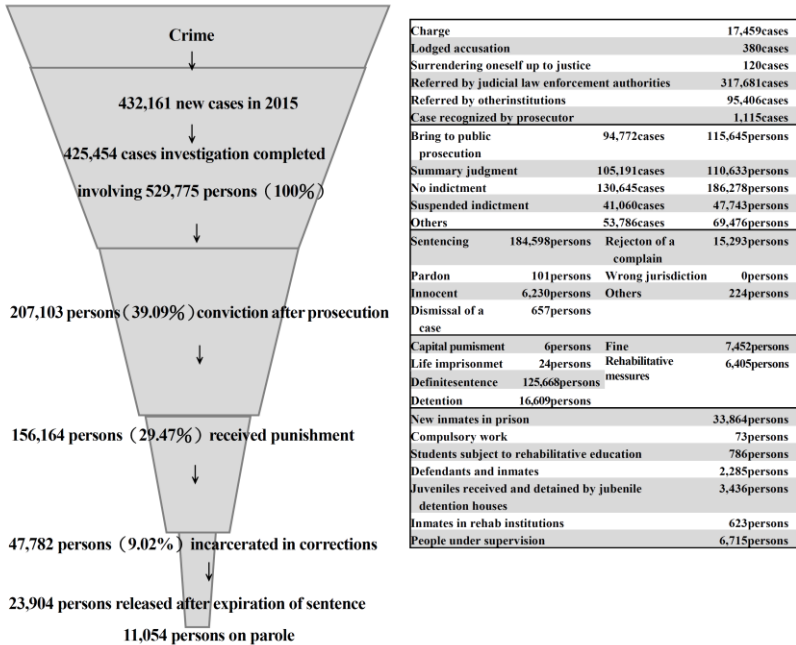 Crime
432,161 new cases in 2015
425,454 cases investigation completed
involving 529,775 persons (100%)
207,103 persons (39.09%) conviction after prosecution
156,164 persons (29.47%) received punishment
47,782 persons (9.02%) incarcerated in corrections
23,904 persons released after expiration of sentence
11,054 persons on parole
Charge 17,459cases
Lodged accusation 380cases
Surrendering oneself up to justice 120cases
Referred by judicial law enforcement authorities 317,681cases
Referred by otherinstitutions 95,406cases
Case recognized by prosecutor 1,115cases
Bring to public 94,772cases 115,645persons
prosecution
Summary judgment 105,191cases 110,633persons
No indictment 130,645cases 186,278persons
Suspended indictment 41,060cases 47,743persons
Others 53,786cases 69,476persons
Sentencing 184,598persons Rejecton of a 15,293persons
complain
Pardon 101persons Wrong jurisdiction 0persons
Innocent 6,230persons Others 224persons
Dismissal of a 657persons
case
Capital pumisment 6persons Fine 7,452persons
Life imprisonmet 24persons Rehabilitative 6,405persons
messures
Definitesentence 125,668persons
Detention 16,609persons
New inmates in prison 33,864persons
Compulsory work 73persons
Students subject to rehabilitative education 786persons
Defendants and inmates 2,285persons
Juveniles received and detained by jubenile 3,436persons
detention houses
Inmates in rehab institutions 623persons
People under supervision 6,715persons